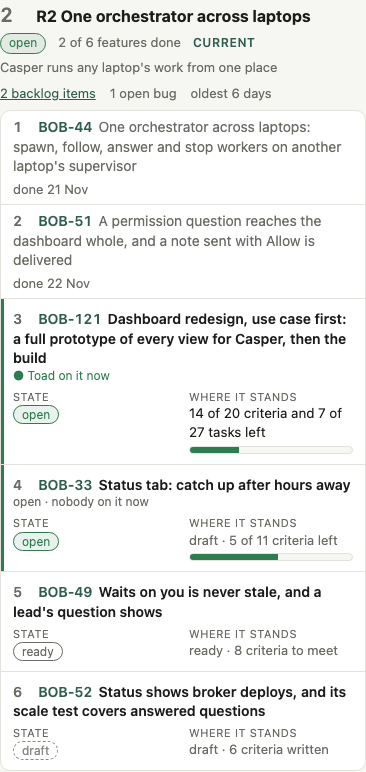 2 R2 One orchestrator across laptops
open 2 of 6 features done CURRENT
Casper runs any laptop's work from one place
2 backlog items 1 open bug oldest 6 days
1 BOB-44 One orchestrator across laptops:
spawn, follow, answer and stop workers on another
laptop's supervisor
done 21 Nov
2 BOB-51 A permission question reaches the
dashboard whole, and a note sent with Allow is
delivered
done 22 Nov
3 BOB-121 Dashboard redesign, use case first:
a full prototype of every view for Casper, then the
build
Toad on it now
STATE WHERE IT STANDS
open 14 of 20 criteria and 7 of
27 tasks left
4 BOB-33 Status tab: catch up after hours away
open · nobody on it now
STATE WHERE IT STANDS
open draft · 5 of 11 criteria left
5 BOB-49 Waits on you is never stale, and a
lead's question shows
STATE WHERE IT STANDS
ready ready · 8 criteria to meet
6 BOB-52 Status shows broker deploys, and its
scale test covers answered questions
STATE WHERE IT STANDS
draft draft · 6 criteria written